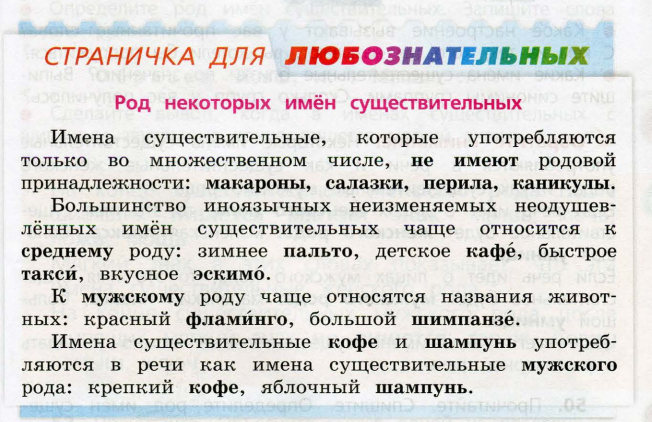 СТРАНИЧКА ДЛЯ ЛЮБОЗНАТЕЛЬНЫХ
Род некоторых имён существительных
Имена существительные, которые употребляются
только во множественном числе, не имеют родовой
принадлежности: макароны, салазки, перила, каникулы.
Большинство иноязычных неизменяемых неодушев-
лённых имён существительных чаще относится к
среднему роду: зимнее пальто, детское кафе́, быстрое
такси́, вкусное эскимо́.
К мужскому роду чаще относятся названия живот-
ных: красный флами́нго, большой шимпанзе́.
Имена существительные кофе и шампунь употреб-
ляются в речи как имена существительные мужского
рода: крепкий кофе, яблочный шампунь.